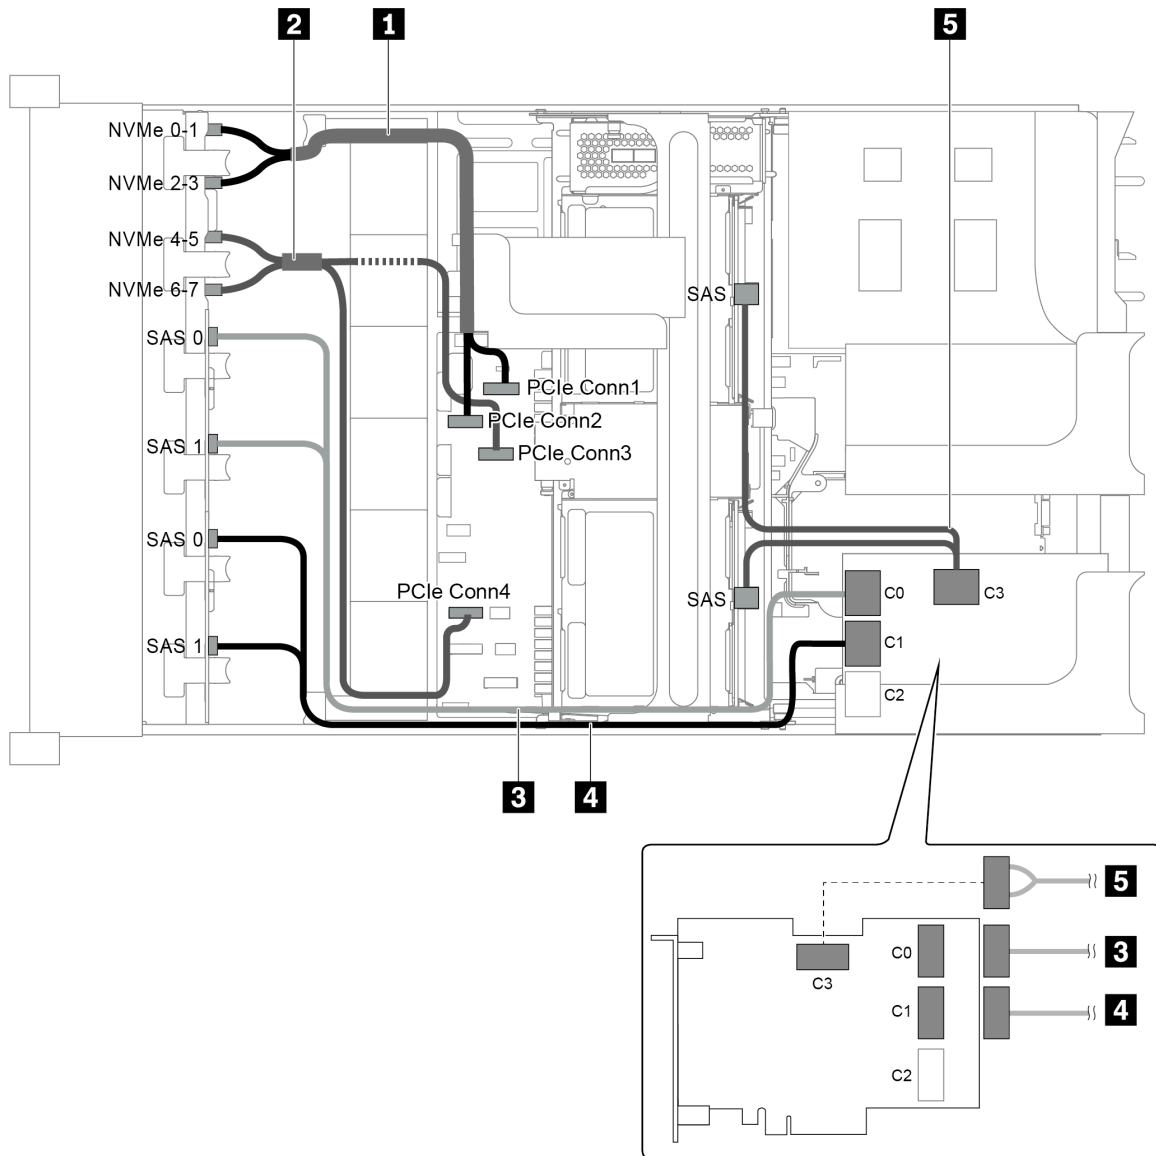 2
1
5
NVMe 0-1
NVMe 2-3
NVMe 4-5
NVMe 6-7
SAS 0
SAS 1
SAS 0
SAS 1
SAS
PCIe Conn1
PCIe Conn2
PCIe Conn3
PCIe Conn4
SAS
C0
C3
C1
C2
3
4
5
C0
3
C3
C1
4
C2